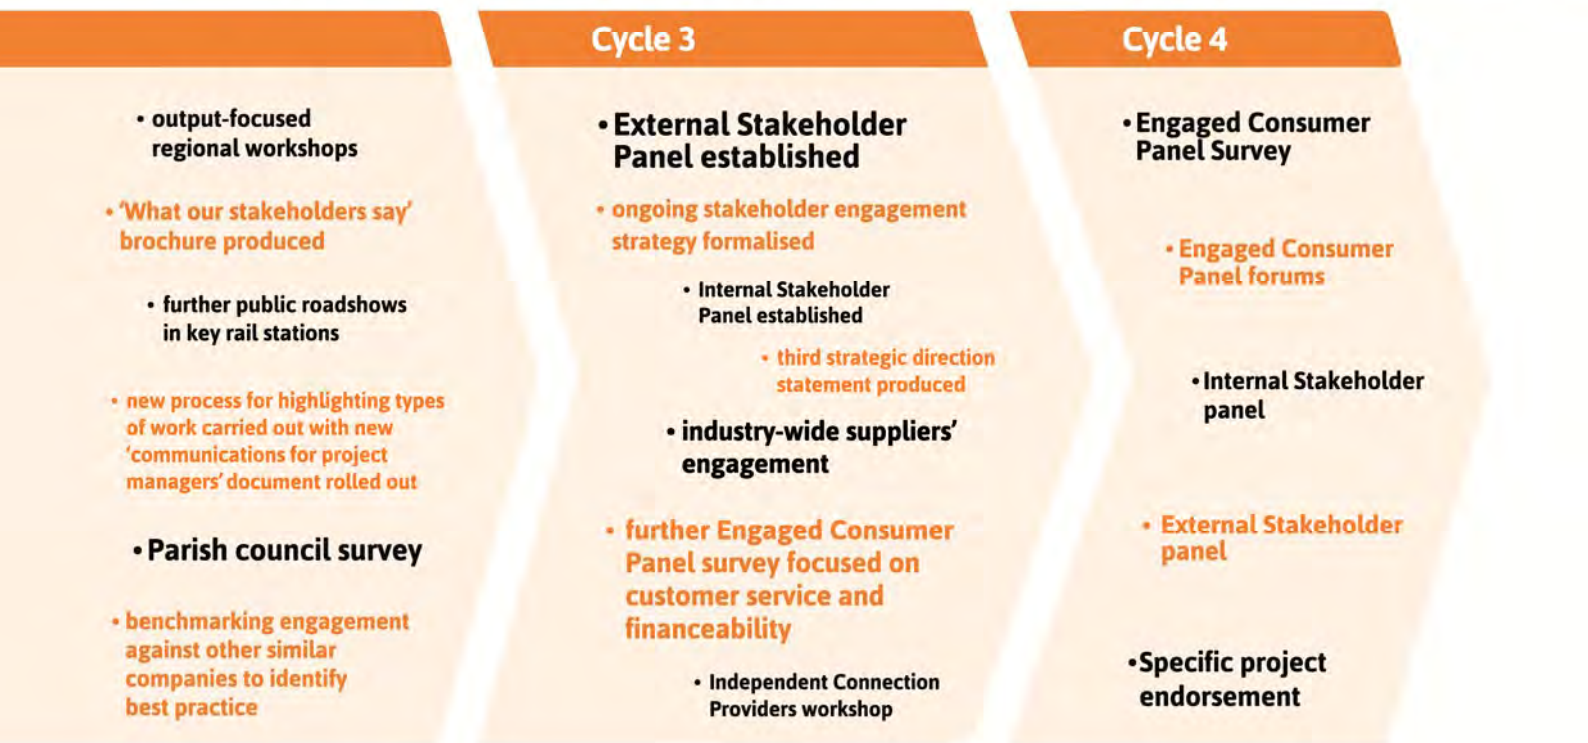 • output-focused
regional workshops
• ‘What our stakeholders say’
brochure produced
• further public roadshows
in key rail stations
• new process for highlighting types
of work carried out with new
‘communications for project
managers’ document rolled out
• Parish council survey
• benchmarking engagement
against other similar
companies to identify
best practice
Cycle 3
• External Stakeholder
Panel established
• ongoing stakeholder engagement
strategy formalised
• Internal Stakeholder
Panel established
• third strategic direction
statement produced
• industry-wide suppliers’
engagement
• further Engaged Consumer
Panel survey focused on
customer service and
financeability
• Independent Connection
Providers workshop
Cycle 4
• Engaged Consumer
Panel Survey
• Engaged Consumer
Panel forums
• Internal Stakeholder
panel
• External Stakeholder
panel
• Specific project
endorsement